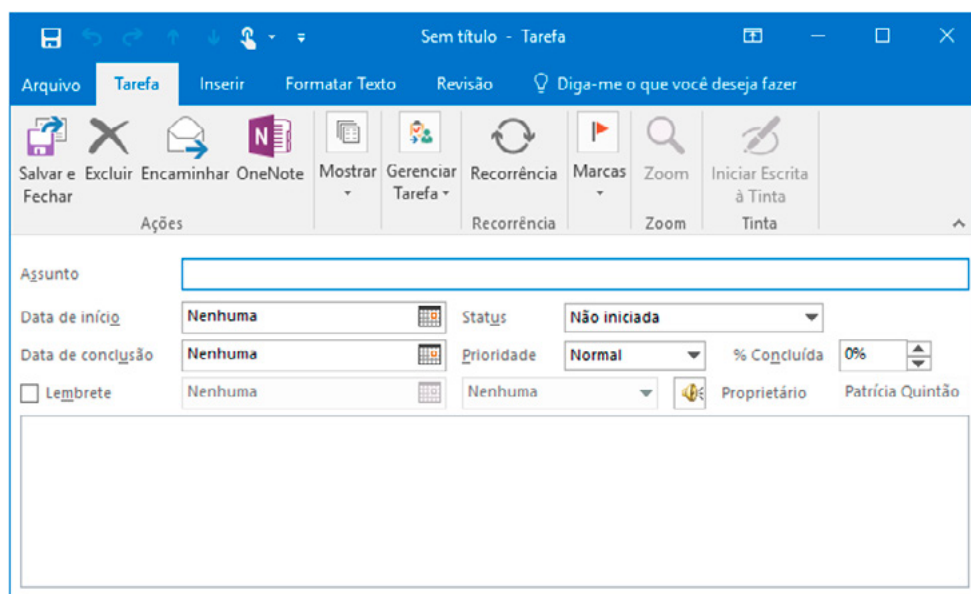 Sem título - Tarefa
Arquivo Tarefa Inserir Formatar Texto Revisão Diga-me o que você deseja fazer
Salvar e Fechar Excluir Encaminhar OneNote Mostrar Gerenciar Tarefa Recorrência Marcas Zoom Iniciar Escrita à Tinta
Ações Recorrência Zoom Tinta
Assunto
Data de início Nenhuma Status Não iniciada
Data de conclusão Nenhuma Prioridade Normal % Concluída 0%
Lembrete Nenhuma Nenhuma Proprietário Patrícia Quintão